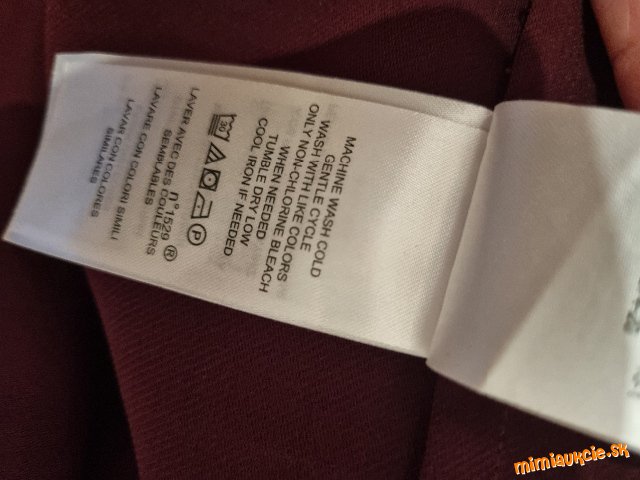 MACHINE WASH COLD
GENTLE CYCLE
WASH WITH LIKE COLORS
ONLY NON-CHLORINE BLEACH
WHEN NEEDED
TUMBLE DRY LOW
COOL IRON IF NEEDED
30
P
n°1529 ®
LAVER AVEC DES
COULEURS
SEMBLABLES
LAVARE CON COLORI SIMILI
LAVAR CON COLORES
SIMILARES
mimiaukcie.sk